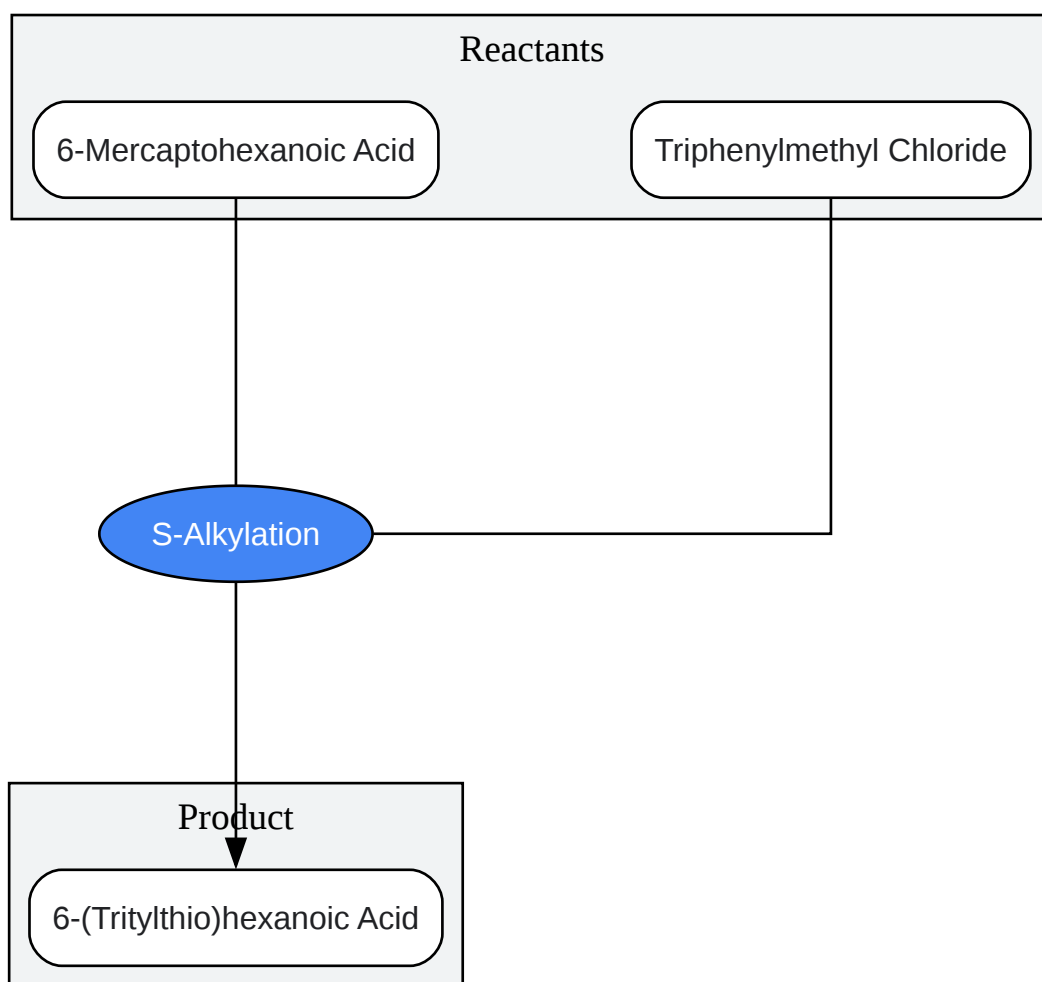 Reactants
6-Mercaptohexanoic Acid
Triphenylmethyl Chloride
S-Alkylation
Product
6-(Tritylthio)hexanoic Acid